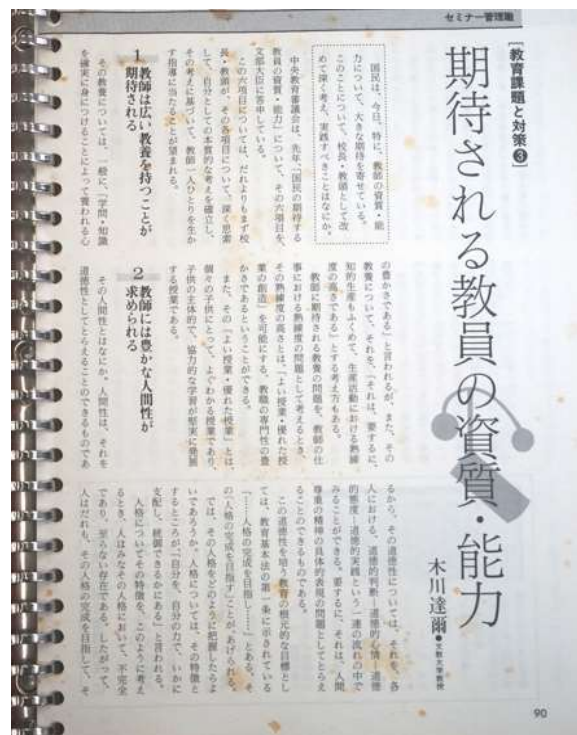 セミナー管理職
[教育課題と対策❸]
期待される教員の資質・能力
木川達爾●文教大学教授
国民は、今日、特に、教師の資質・能
力について、大きな期待を寄せている。
このことについて、校長・教頭として改
めて深く考え、実践すべきことはなにか。
中央教育審議会は、先年、「国民の期待する
教員の資質・能力」について、その六項目を、
文部大臣に答申している。
この六項目については、だれよりもまず校
長・教頭が、その各項目について、深く思索
して、自分としての本質的な考えを確立し、
その考えに基づいて、教師一人ひとりを生か
す指導に当たることが望まれる。
1 教師は広い教養を持つことが
期待される
その教養については、一般に、「学問・知識
を確実に身につけることによって養われる心
の豊かさである」と言われるが、また、その
教養について、それを、「それは、要するに、
知的生産もふくめて、生産活動における熟練
度の高さである」とする考え方もある。
教師に期待される教養の問題を、教師の仕
事における熟練度の問題として考えるとき、
その熟練度の高さとは、「よい授業・優れた授
業の創造」を可能にする、教職の専門性の豊
かさであるということができる。
また、その「よい授業・優れた授業」とは、
個々の子供にとって、よくわかる授業であり、
子供の主体的で、協力的な学習が堅実に発展
する授業である。
2 教師には豊かな人間性が
求められる
その人間性とはなにか。人間性は、それを
道徳性としてとらえることのできるものであ
るから、その道徳性については、それを、各
人における、道徳的判断―道徳的心情―道徳
的態度―道徳的実践という一連の流れの中で
みることができる。要するに、それは、人間
尊重の精神の具体的表現の問題としてとらえ
ることのできるものである。
この道徳性を培う教育の根元的な目標とし
ては、教育基本法の第一条に示されている
「……人格の完成を目指し……」とある、そ
の「人格の完成を目指す」ことがあげられる。
では、その人格をどのように把握したらよ
いであろうか。人格については、その特徴と
するところが、「自分を、自分の力で、いかに
支配し、統御できるかにある」と言われる。
人格についてその特徴を、このように考え
るとき、人はみなその人格において、不完全
であり、至らない存在である。したがって、
人はだれも、その人格の完成を目指して、そ
90